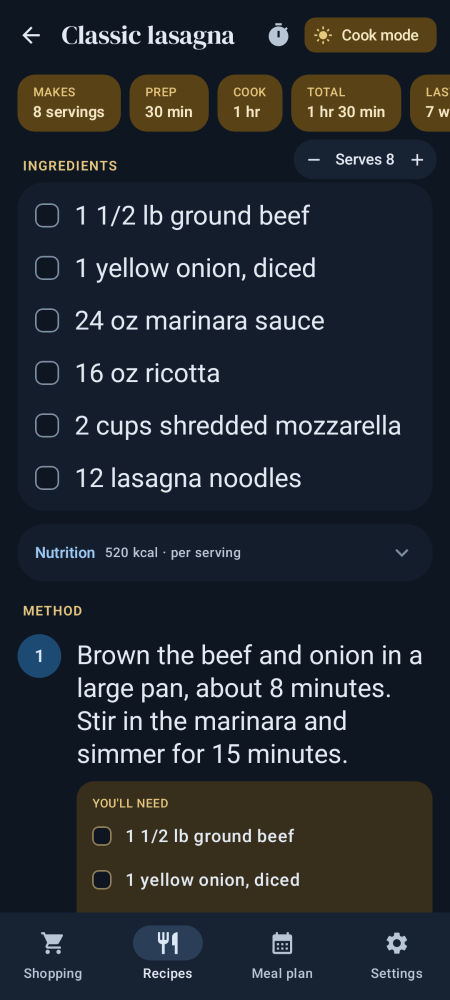 Classic lasagna
Cook mode
MAKES
8 servings
PREP
30 min
COOK
1 hr
TOTAL
1 hr 30 min
LAS
7 w
INGREDIENTS
Serves 8
1 1/2 lb ground beef
1 yellow onion, diced
24 oz marinara sauce
16 oz ricotta
2 cups shredded mozzarella
12 lasagna noodles
Nutrition 520 kcal · per serving
METHOD
1
Brown the beef and onion in a
large pan, about 8 minutes.
Stir in the marinara and
simmer for 15 minutes.
YOU'LL NEED
1 1/2 lb ground beef
1 yellow onion, diced
Shopping
Recipes
Meal plan
Settings